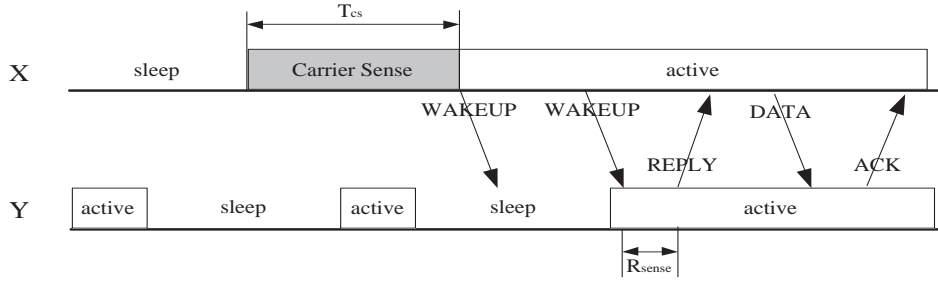 Tcs
X sleep Carrier Sense active
WAKEUP WAKEUP DATA
REPLY ACK
Y active sleep active sleep active
Rsense